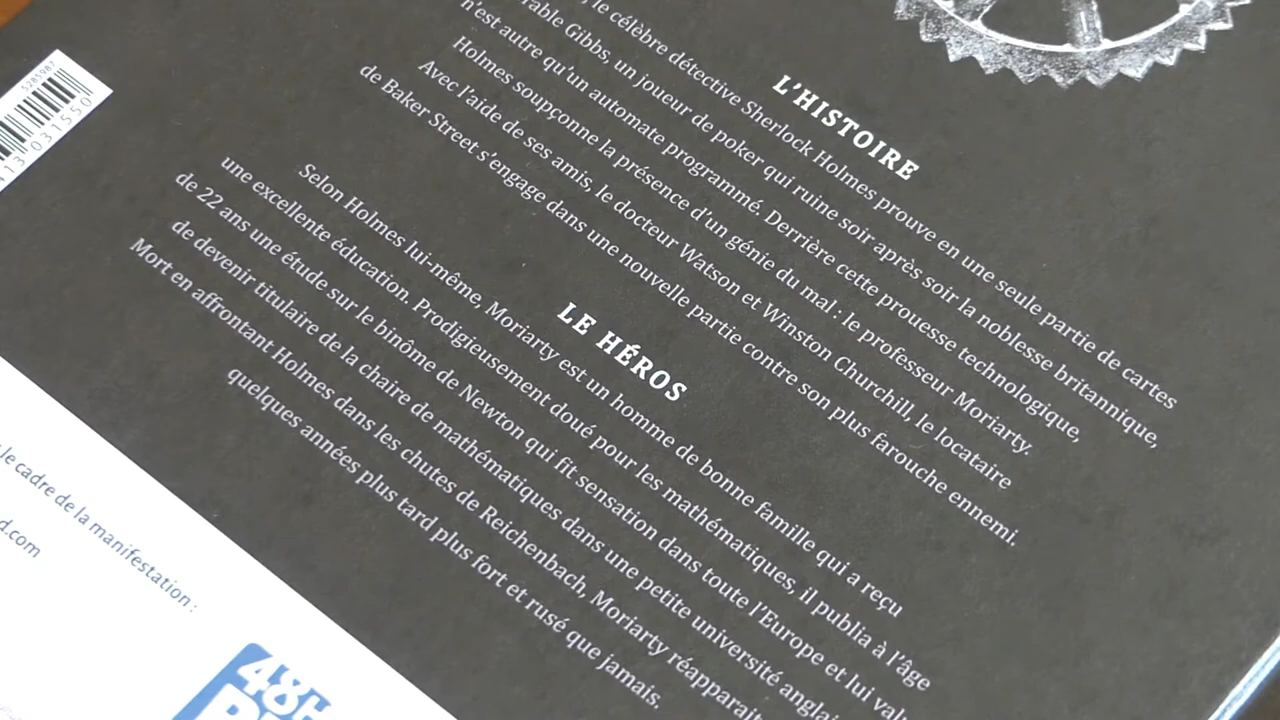 L'HISTOIRE
le célèbre détective Sherlock Holmes prouve en une seule partie de cartes
Gibbs, un joueur de poker qui ruine soir après soir la noblesse britannique,
n'est autre qu'un automate programmé. Derrière cette prouesse technologique,
Holmes soupçonne la présence d'un génie du mal : le professeur Moriarty.
Avec l'aide de ses amis, le docteur Watson et Winston Churchill, le locataire
de Baker Street s'engage dans une nouvelle partie contre son plus farouche ennemi.
LE HÉROS
Selon Holmes lui-même, Moriarty est un homme de bonne famille qui a reçu
une excellente éducation. Prodigieusement doué pour les mathématiques, il publia à l'âge
de 22 ans une étude sur le binôme de Newton qui fit sensation dans toute l'Europe et lui val
de devenir titulaire de la chaire de mathématiques dans une petite université anglai
Mort en affrontant Holmes dans les chutes de Reichenbach, Moriarty réapparait
quelques années plus tard plus fort et rusé que jamais.
5285987
13 031550
le cadre de la manifestation :
d.com
48H